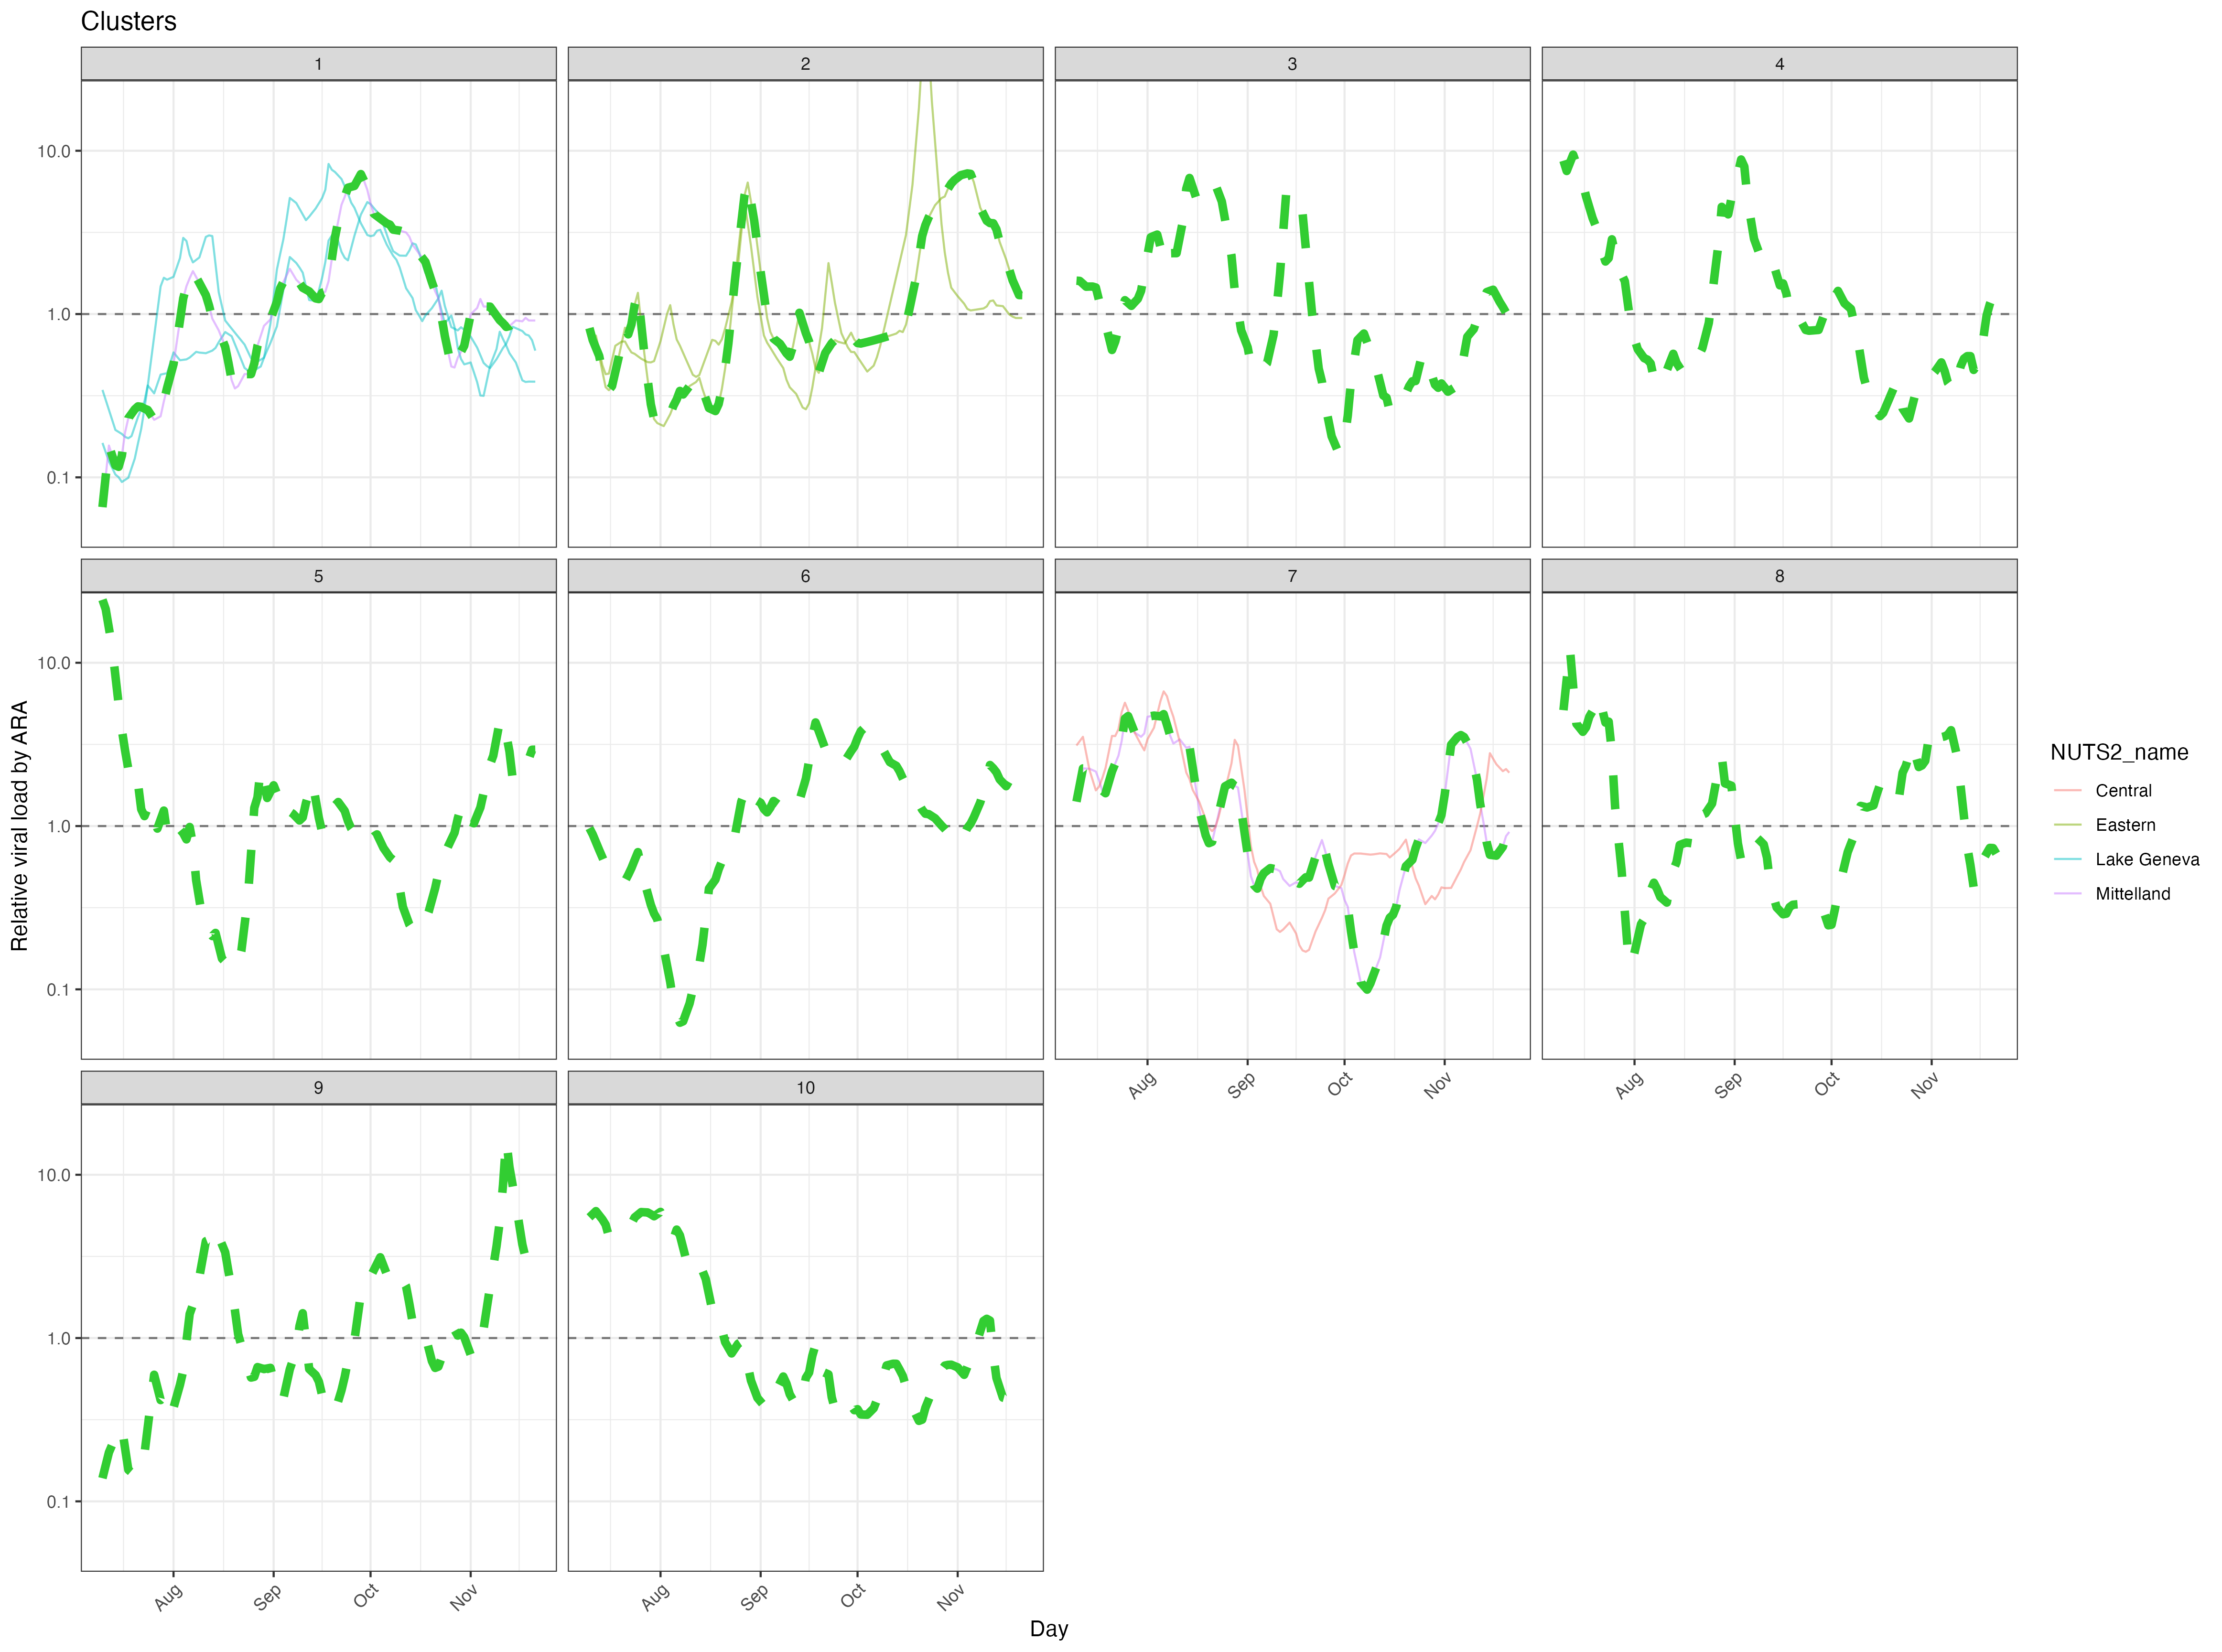 Clusters
1
2
3
4
10.0
1.0
0.1
5
6
7
8
10.0
1.0
0.1
Aug
Sep
Oct
Nov
Aug
Sep
Oct
Nov
9
10
10.0
1.0
0.1
Aug
Sep
Oct
Nov
Aug
Sep
Oct
Nov
Day
Relative viral load by ARA
NUTS2_name
Central
Eastern
Lake Geneva
Mittelland